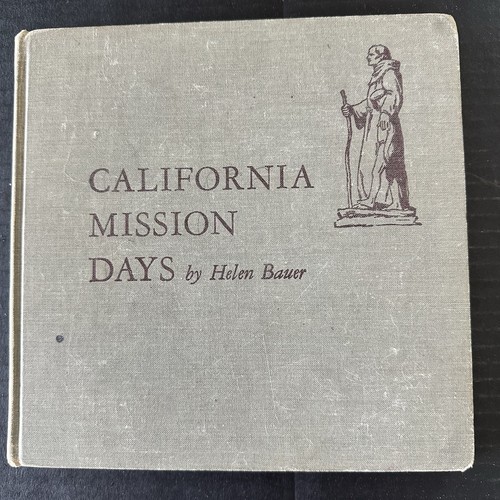 CALIFORNIA
MISSION
DAYS by Helen Bauer